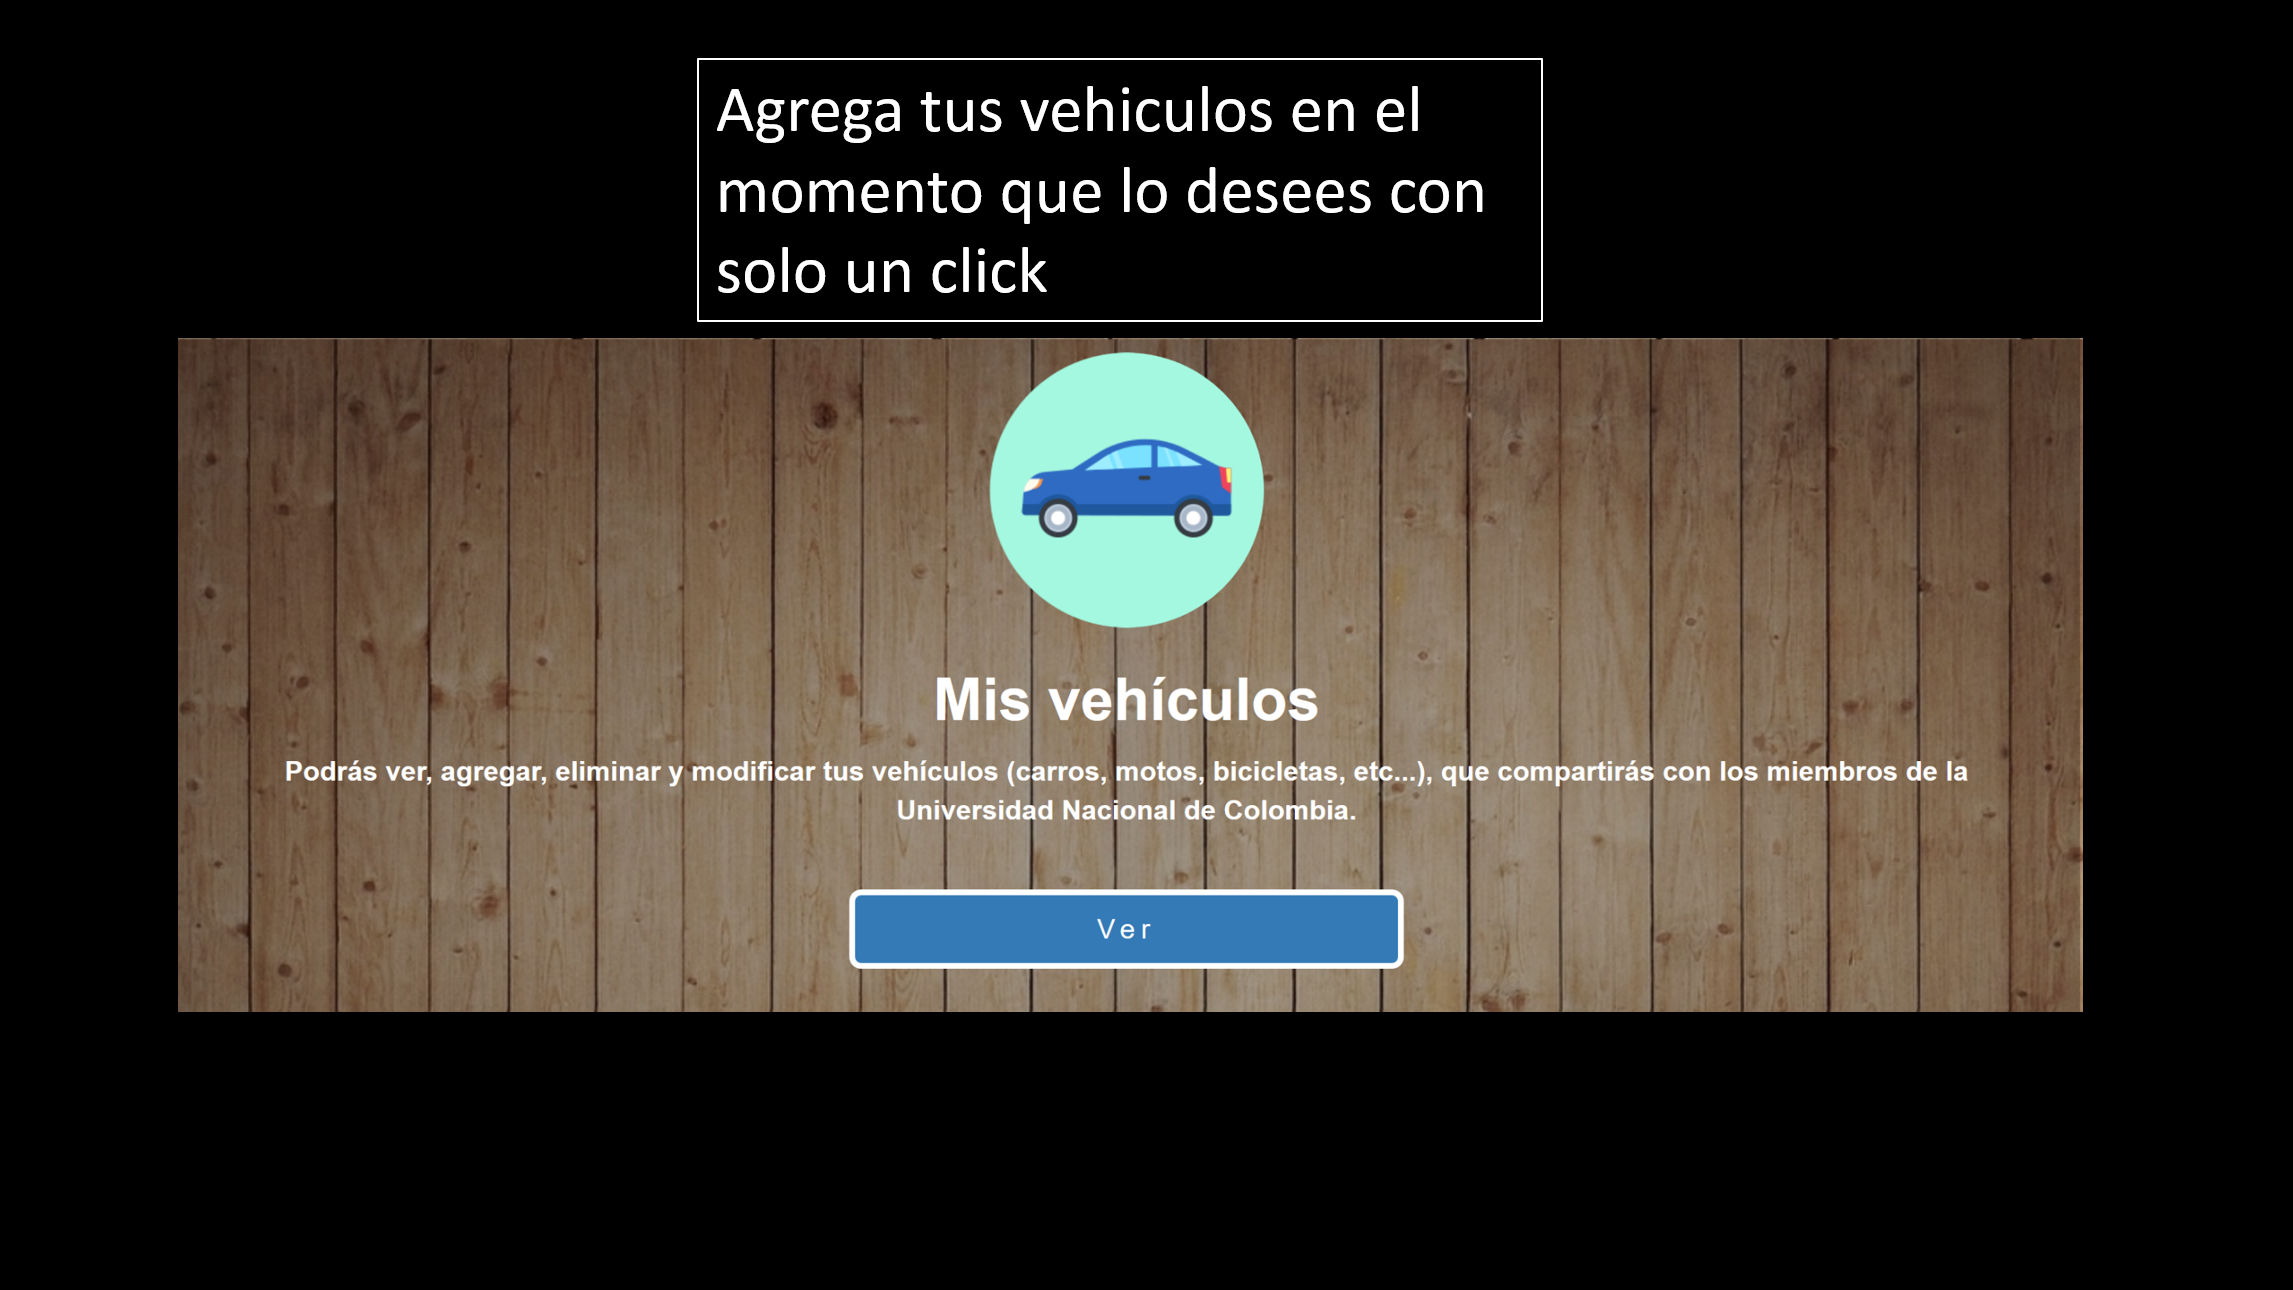 Agrega tus vehiculos en el
momento que lo desees con
solo un click
Mis vehículos
Podrás ver, agregar, eliminar y modificar tus vehículos (carros, motos, bicicletas, etc...), que compartirás con los miembros de la
Universidad Nacional de Colombia.
Ver